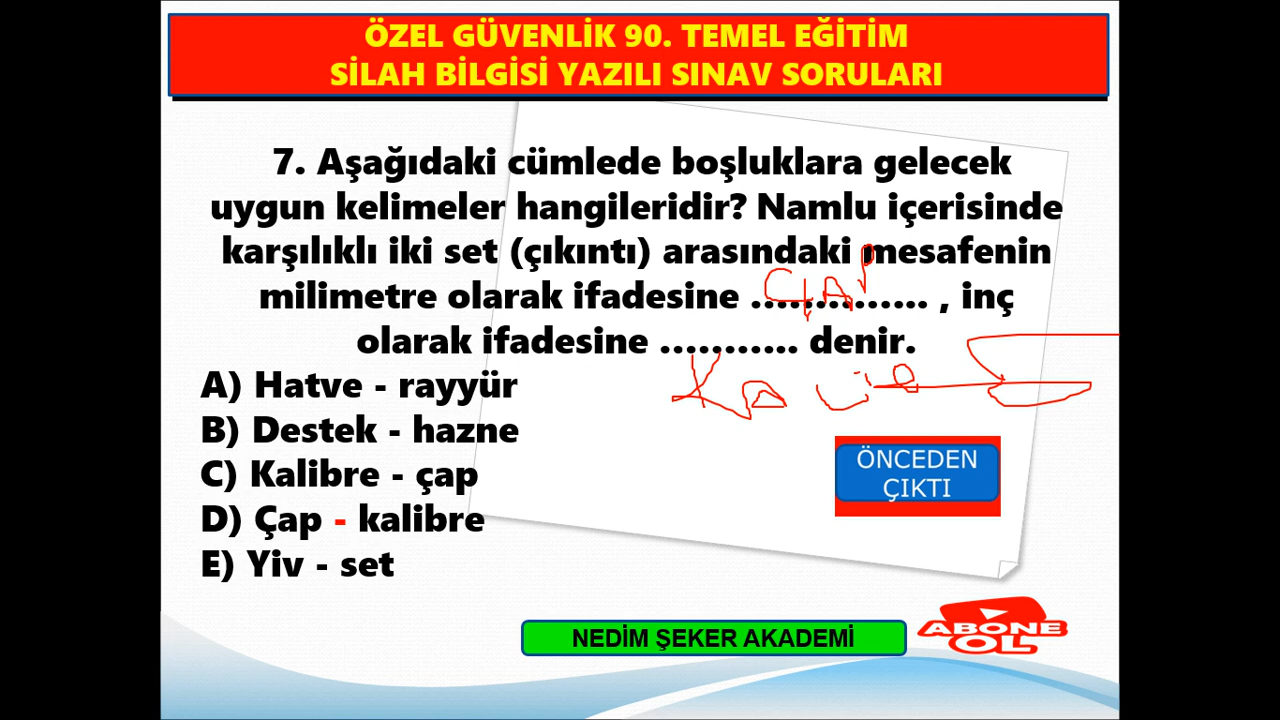 ÖZEL GÜVENLİK 90. TEMEL EĞİTİM
SİLAH BİLGİSİ YAZILI SINAV SORULARI
7. Aşağıdaki cümlede boşluklara gelecek
uygun kelimeler hangileridir? Namlu içerisinde
karşılıklı iki set (çıkıntı) arasındaki mesafenin
milimetre olarak ifadesine .............. , inç
ÇAP
olarak ifadesine ........... denir.
A) Hatve - rayyür
B) Destek - hazne
C) Kalibre - çap
D) Çap - kalibre
E) Yiv - set
ÖNCEDEN
ÇIKTI
NEDİM ŞEKER AKADEMİ
ABONE
OL